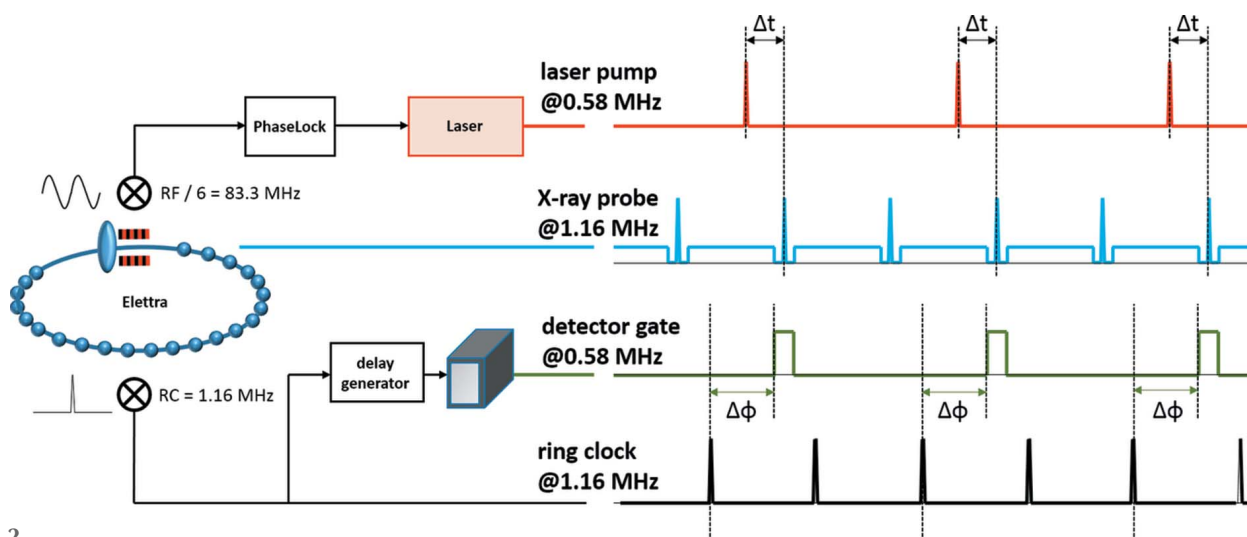 Δt Δt Δt
laser pump
@0.58 MHz
PhaseLock
Laser
RF / 6 = 83.3 MHz
X-ray probe
@1.16 MHz
Elettra
detector gate
@0.58 MHz
delay
generator
RC = 1.16 MHz
Δϕ Δϕ Δϕ
ring clock
@1.16 MHz